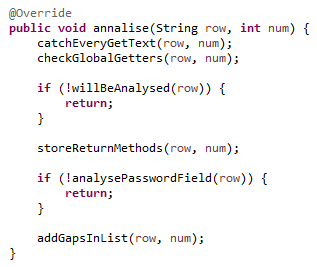 @Override
public void annalise(String row, int num) {
    catchEveryGetText(row, num);
    checkGlobalGetters(row, num);

    if (!willBeAnalysed(row)) {
        return;
    }

    storeReturnMethods(row, num);

    if (!analysePasswordField(row)) {
        return;
    }

    addGapsInList(row, num);
}